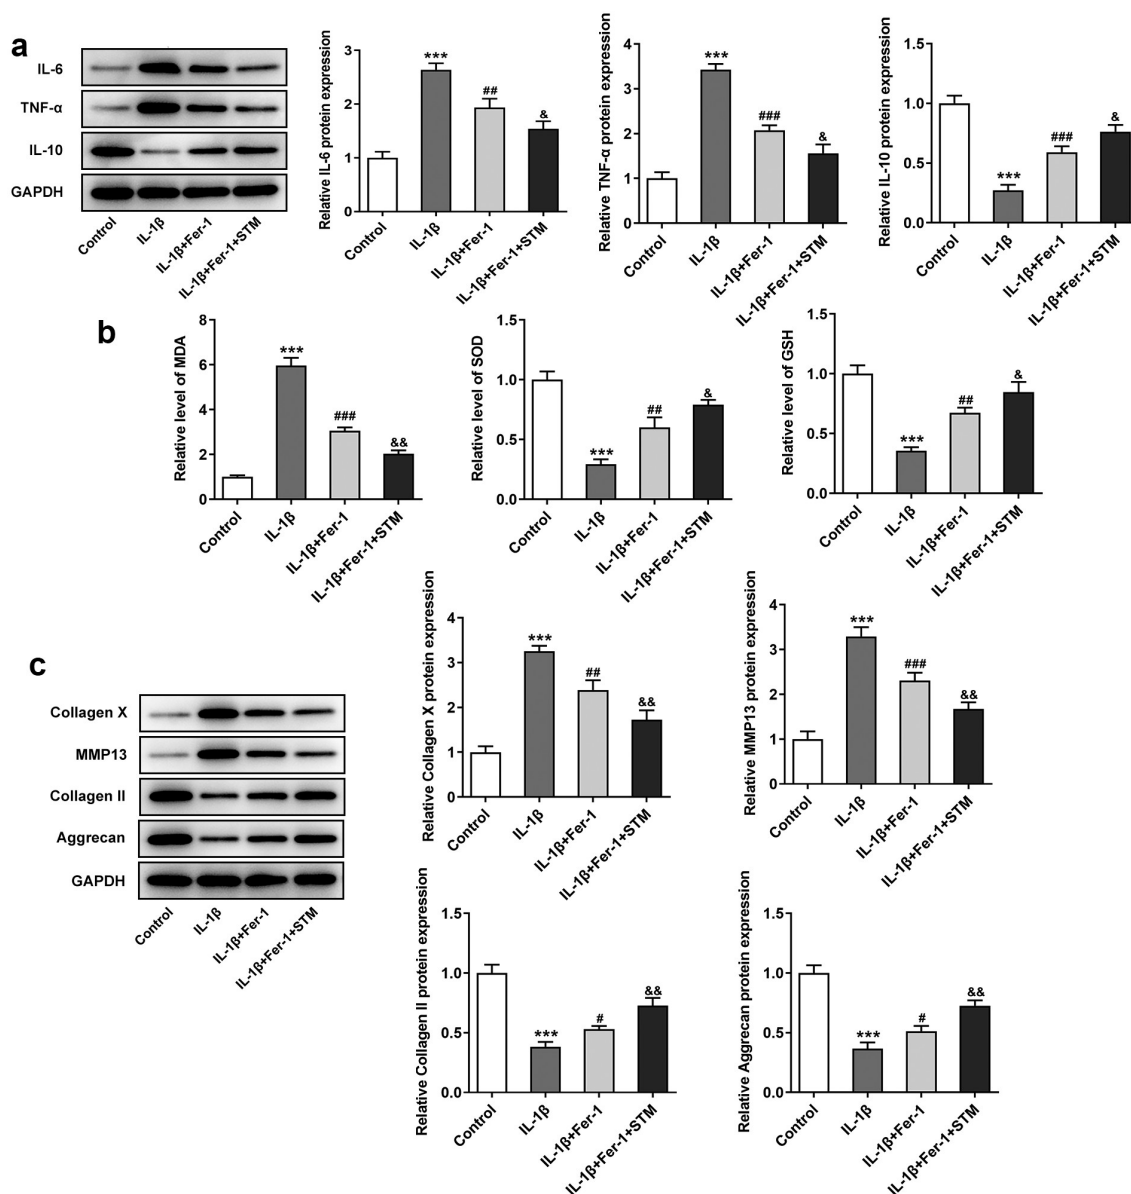 a
IL-6
TNF-α
IL-10
GAPDH
Control
IL-1β
IL-1β+Fer-1
IL-1β+Fer-1+STM
Relative IL-6 protein expression
3
2
1
0
***
##
&
Control
IL-1β
IL-1β+Fer-1
IL-1β+Fer-1+STM
Relative TNF-α protein expression
4
3
2
1
0
***
###
&
Control
IL-1β
IL-1β+Fer-1
IL-1β+Fer-1+STM
Relative IL-10 protein expression
1.5
1.0
0.5
0.0
***
###
&
Control
IL-1β
IL-1β+Fer-1
IL-1β+Fer-1+STM
b
Relative level of MDA
8
6
4
2
0
***
###
&&
Control
IL-1β
IL-1β+Fer-1
IL-1β+Fer-1+STM
Relative level of SOD
1.5
1.0
0.5
0.0
***
##
&
Control
IL-1β
IL-1β+Fer-1
IL-1β+Fer-1+STM
Relative level of GSH
1.5
1.0
0.5
0.0
***
##
&
Control
IL-1β
IL-1β+Fer-1
IL-1β+Fer-1+STM
c
Collagen X
MMP13
Collagen II
Aggrecan
GAPDH
Control
IL-1β
IL-1β+Fer-1
IL-1β+Fer-1+STM
Relative Collagen X protein expression
4
3
2
1
0
***
##
&&
Control
IL-1β
IL-1β+Fer-1
IL-1β+Fer-1+STM
Relative MMP13 protein expression
4
3
2
1
0
***
###
&&
Control
IL-1β
IL-1β+Fer-1
IL-1β+Fer-1+STM
Relative Collagen II protein expression
1.5
1.0
0.5
0.0
***
#
&&
Control
IL-1β
IL-1β+Fer-1
IL-1β+Fer-1+STM
Relative Aggrecan protein expression
1.5
1.0
0.5
0.0
***
#
&&
Control
IL-1β
IL-1β+Fer-1
IL-1β+Fer-1+STM